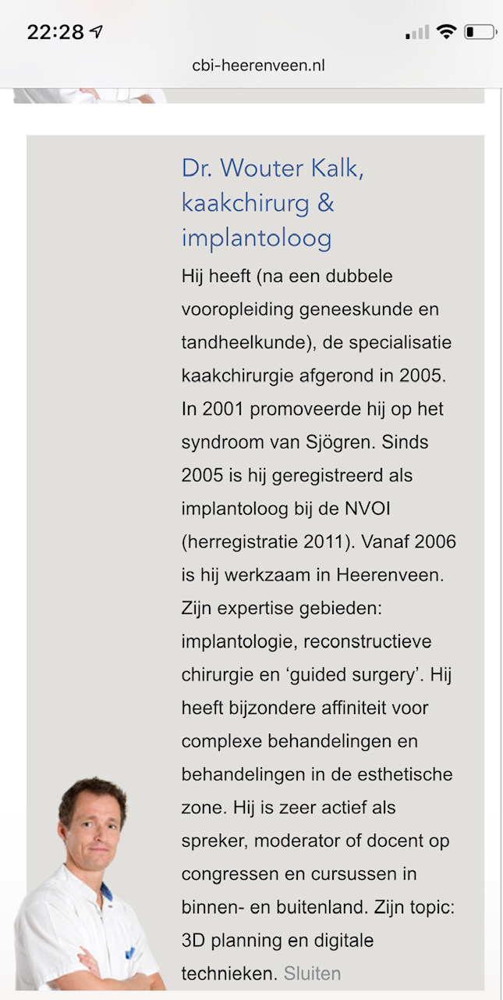 22:28
cbi-heerenveen.nl
Dr. Wouter Kalk,
kaakchirurg &
implantoloog
Hij heeft (na een dubbele
vooropleiding geneeskunde en
tandheelkunde), de specialisatie
kaakchirurgie afgerond in 2005.
In 2001 promoveerde hij op het
syndroom van Sjögren. Sinds
2005 is hij geregistreerd als
implantoloog bij de NVOI
(herregistratie 2011). Vanaf 2006
is hij werkzaam in Heerenveen.
Zijn expertise gebieden:
implantologie, reconstructieve
chirurgie en ‘guided surgery’. Hij
heeft bijzondere affiniteit voor
complexe behandelingen en
behandelingen in de esthetische
zone. Hij is zeer actief als
spreker, moderator of docent op
congressen en cursussen in
binnen- en buitenland. Zijn topic:
3D planning en digitale
technieken. Sluiten